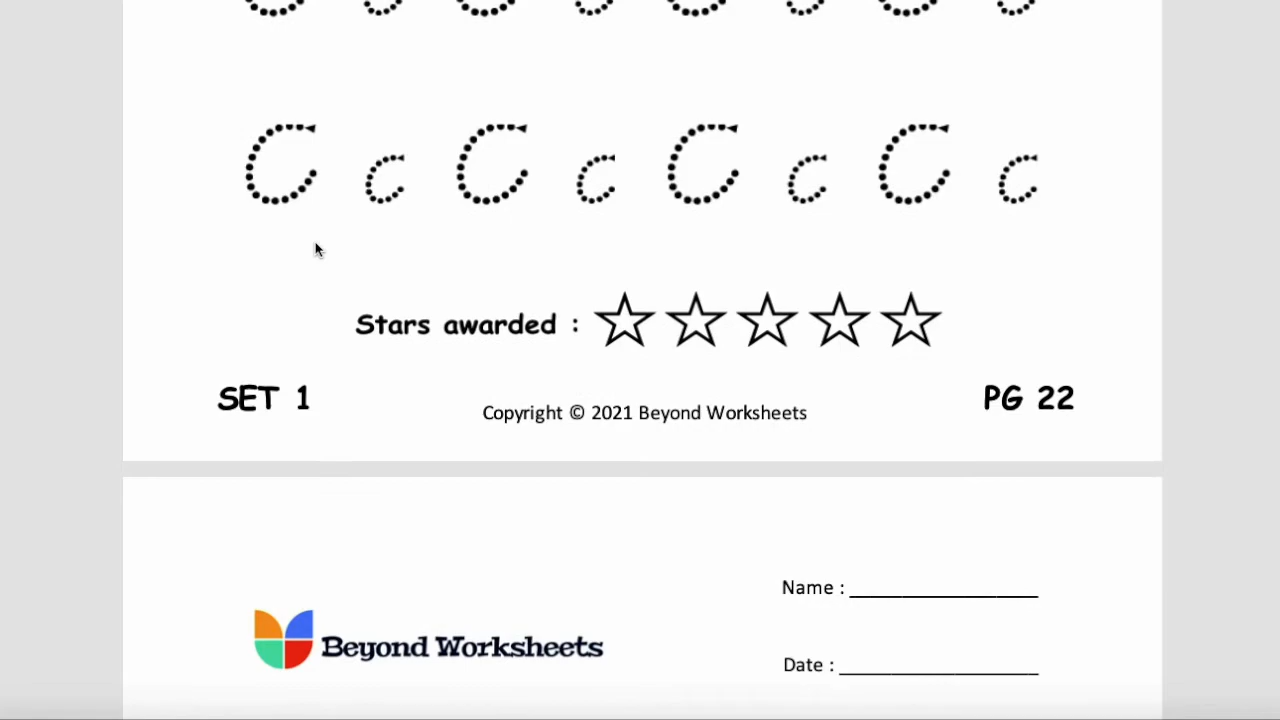 C c C c C c C c
C c C c C c C c
Stars awarded :
SET 1
Copyright © 2021 Beyond Worksheets
PG 22
Name : 
Beyond Worksheets
Date :